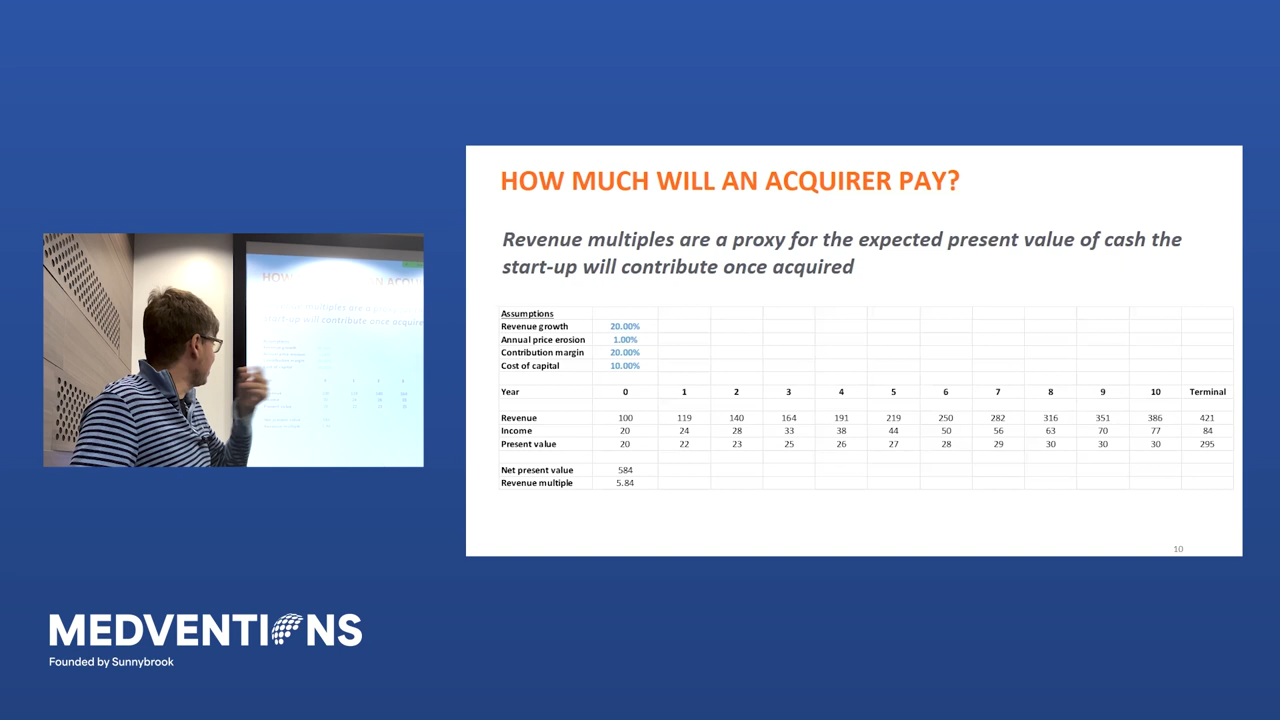 HOW MUCH WILL AN ACQUIRER PAY?
Revenue multiples are a proxy for the expected present value of cash the
start-up will contribute once acquired
Assumptions
Revenue growth 20.00%
Annual price erosion 1.00%
Contribution margin 20.00%
Cost of capital 10.00%
Year 0 1 2 3 4 5 6 7 8 9 10 Terminal
Revenue 100 119 140 164 191 219 250 282 316 351 386 421
Income 20 24 28 33 38 44 50 56 63 70 77 84
Present value 20 22 23 25 26 27 28 29 30 30 30 295
Net present value 584
Revenue multiple 5.84
10
MEDVENTIONS
Founded by Sunnybrook